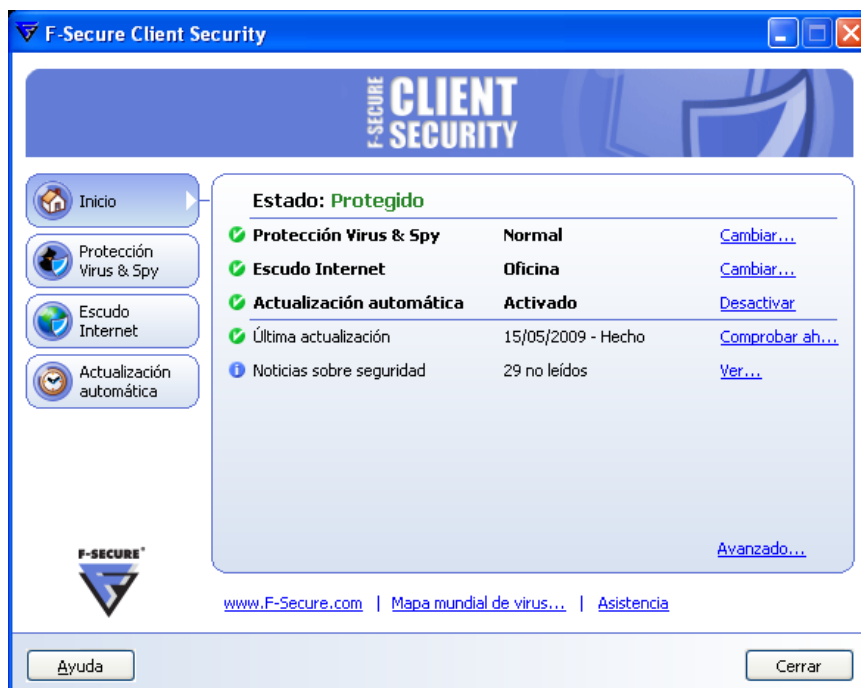 F-Secure Client Security
F-SECURE CLIENT SECURITY
Inicio
Protección
Virus & Spy
Escudo
Internet
Actualización
automática
Estado: Protegido
Protección Virus & Spy Normal Cambiar...
Escudo Internet Oficina Cambiar...
Actualización automática Activado Desactivar
Última actualización 15/05/2009 - Hecho Comprobar ah...
Noticias sobre seguridad 29 no leídos Ver...
Avanzado...
F-SECURE®
www.F-Secure.com | Mapa mundial de virus... | Asistencia
Ayuda
Cerrar